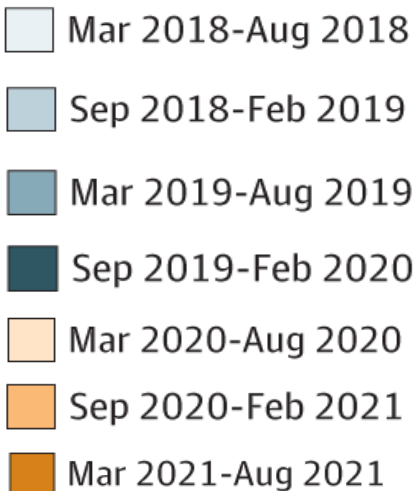 Mar 2018-Aug 2018
Sep 2018-Feb 2019
Mar 2019-Aug 2019
Sep 2019-Feb 2020
Mar 2020-Aug 2020
Sep 2020-Feb 2021
Mar 2021-Aug 2021